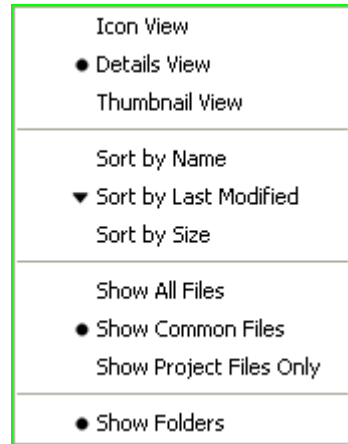 Icon View
Details View
Thumbnail View
Sort by Name
Sort by Last Modified
Sort by Size
Show All Files
Show Common Files
Show Project Files Only
Show Folders